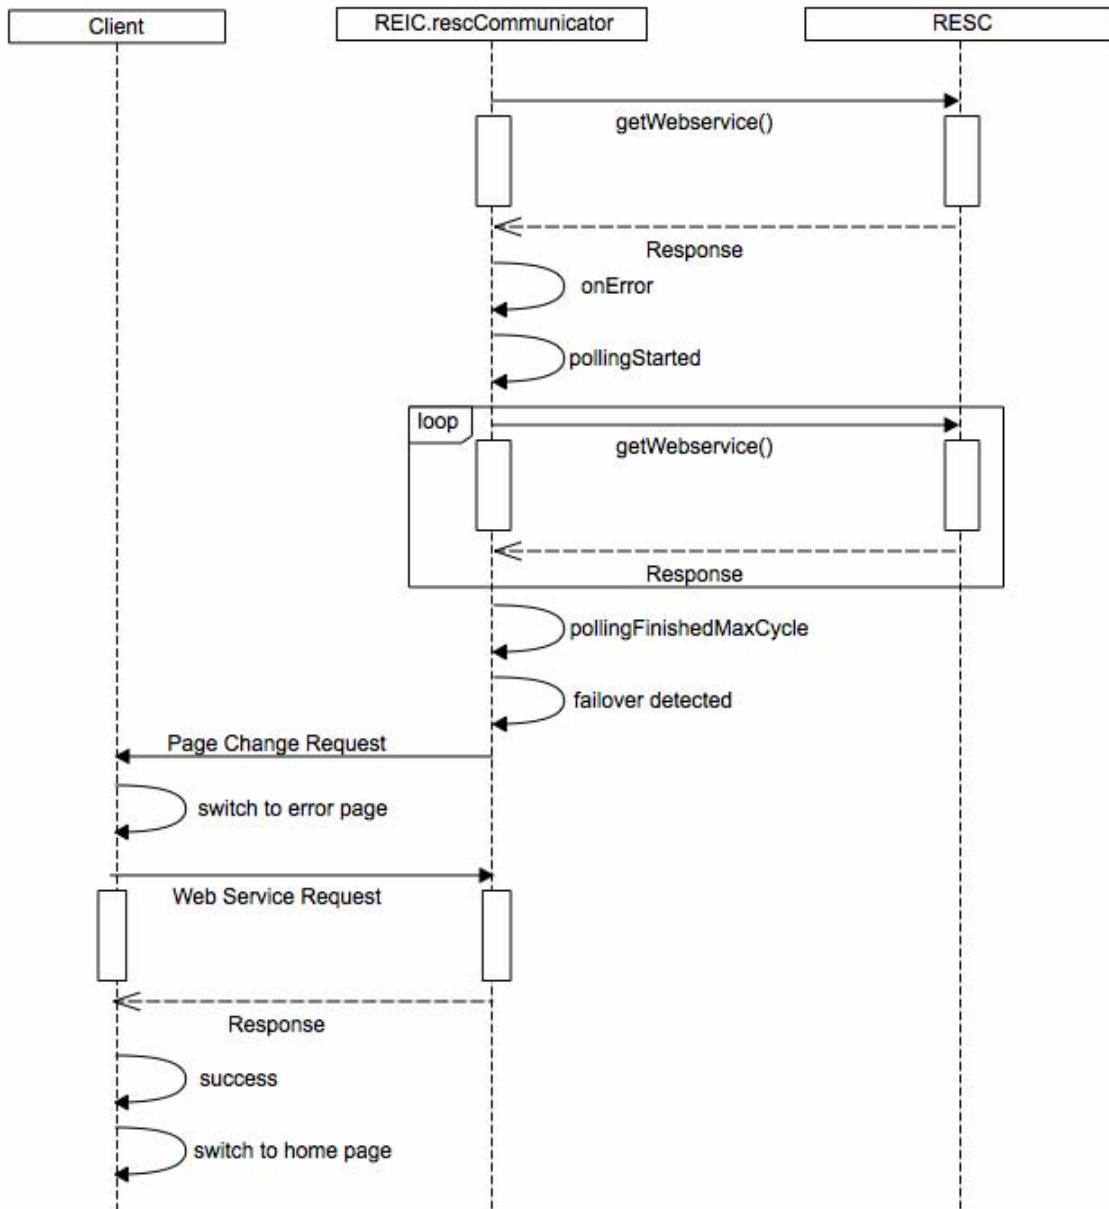 Client
REIC.rescCommunicator
RESC
getWebservice()
Response
onError
pollingStarted
loop
getWebservice()
Response
pollingFinishedMaxCycle
failover detected
Page Change Request
switch to error page
Web Service Request
Response
success
switch to home page